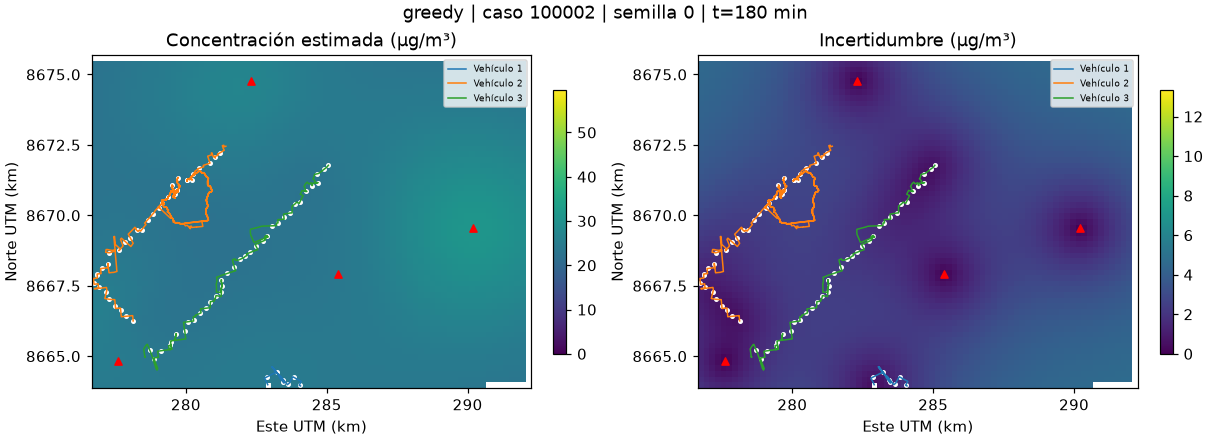 greedy | caso 100002 | semilla 0 | t=180 min
Concentración estimada (µg/m³)
Vehículo 1
Vehículo 2
Vehículo 3
8675.0
8672.5
8670.0
8667.5
8665.0
Norte UTM (km)
280
285
290
Este UTM (km)
50
40
30
20
10
0
Incertidumbre (µg/m³)
Vehículo 1
Vehículo 2
Vehículo 3
8675.0
8672.5
8670.0
8667.5
8665.0
Norte UTM (km)
280
285
290
Este UTM (km)
12
10
8
6
4
2
0